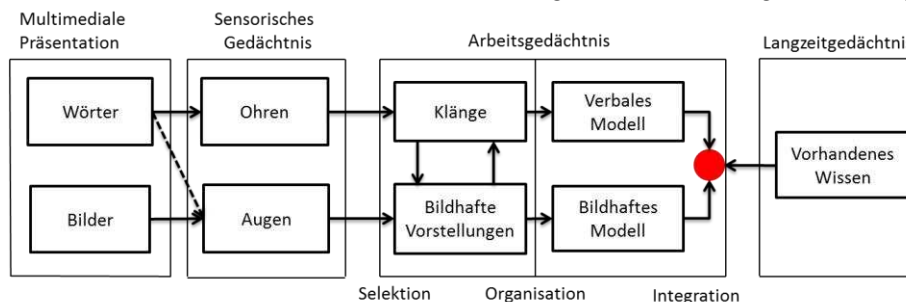 Multimediale
Präsentation
Sensorisches
Gedächtnis
Arbeitsgedächtnis
Langzeitgedächtnis
Wörter
Ohren
Klänge
Verbales
Modell
Vorhandenes
Wissen
Bilder
Augen
Bildhafte
Vorstellungen
Bildhaftes
Modell
Selektion
Organisation
Integration